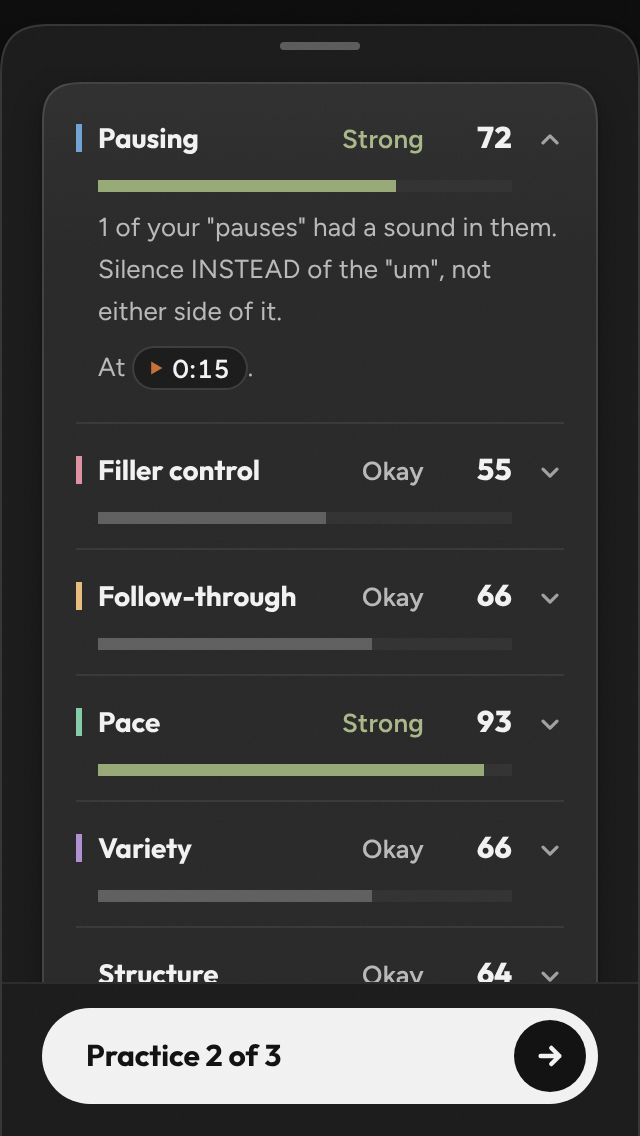 Pausing Strong 72
1 of your "pauses" had a sound in them.
Silence INSTEAD of the "um", not
either side of it.
At 0:15.
Filler control Okay 55
Follow-through Okay 66
Pace Strong 93
Variety Okay 66
Structure Okay 64
Practice 2 of 3